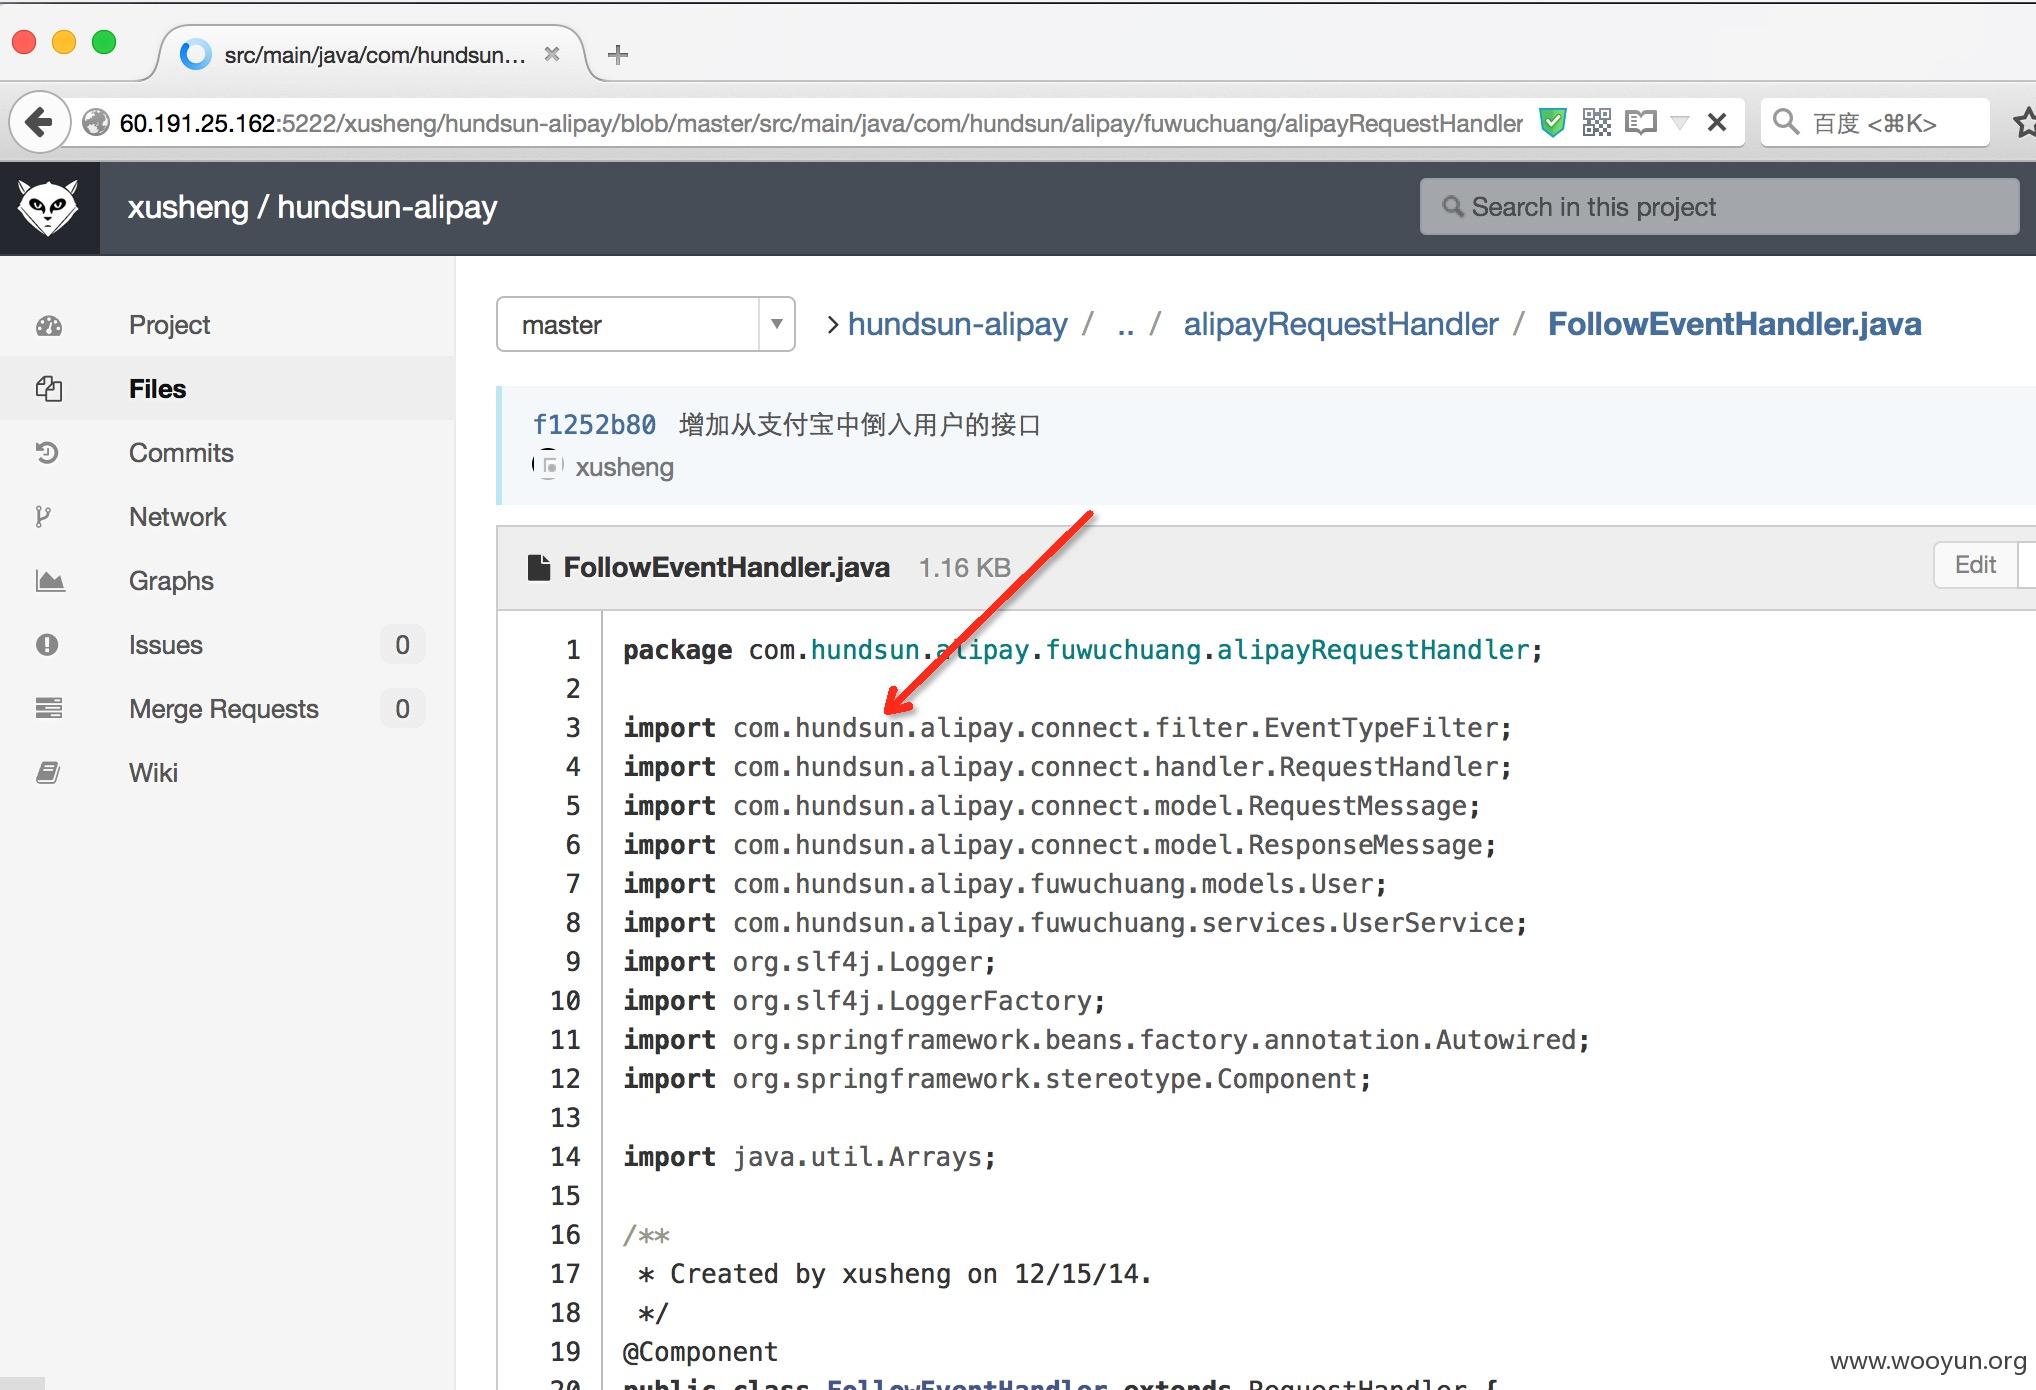 src/main/java/com/hundsun...
60.191.25.162:5222/xusheng/hundsun-alipay/blob/master/src/main/java/com/hundsun/alipay/fuwuchuang/alipayRequestHandler
百度 <⌘K>
xusheng / hundsun-alipay
Search in this project
Project
Files
Commits
Network
Graphs
Issues 0
Merge Requests 0
Wiki
master
hundsun-alipay / .. / alipayRequestHandler / FollowEventHandler.java
f1252b80 增加从支付宝中倒入用户的接口
xusheng
FollowEventHandler.java 1.16 KB
Edit
1 package com.hundsun.alipay.fuwuchuang.alipayRequestHandler;
2
3 import com.hundsun.alipay.connect.filter.EventTypeFilter;
4 import com.hundsun.alipay.connect.handler.RequestHandler;
5 import com.hundsun.alipay.connect.model.RequestMessage;
6 import com.hundsun.alipay.connect.model.ResponseMessage;
7 import com.hundsun.alipay.fuwuchuang.models.User;
8 import com.hundsun.alipay.fuwuchuang.services.UserService;
9 import org.slf4j.Logger;
10 import org.slf4j.LoggerFactory;
11 import org.springframework.beans.factory.annotation.Autowired;
12 import org.springframework.stereotype.Component;
13
14 import java.util.Arrays;
15
16 /**
17 * Created by xusheng on 12/15/14.
18 */
19 @Component
20 public class FollowEventHandler extends RequestHandler {
www.wooyun.org